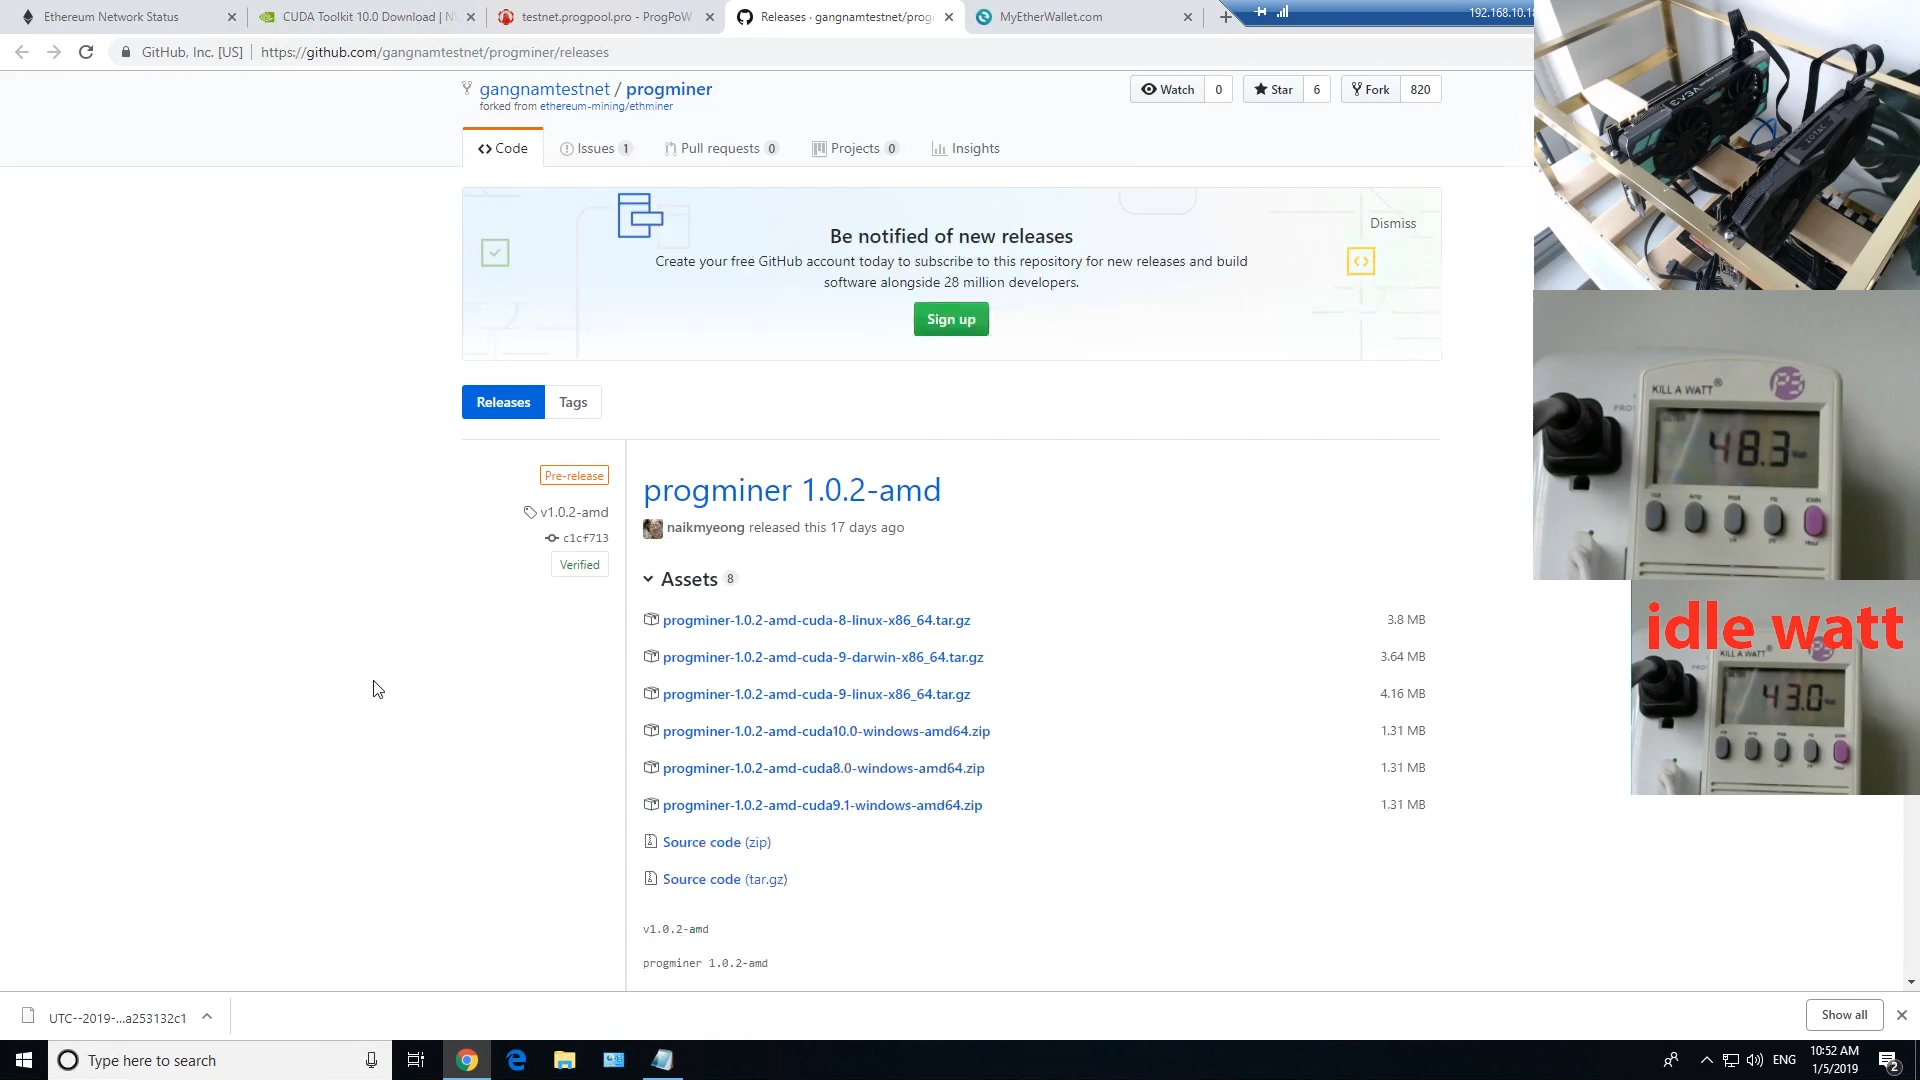 Ethereum Network Status
CUDA Toolkit 10.0 Download | N
testnet.progpool.pro - ProgPoW
Releases · gangnamtestnet/progi
MyEtherWallet.com
GitHub, Inc. [US]
https://github.com/gangnamtestnet/progminer/releases
gangnamtestnet / progminer
forked from ethereum-mining/ethminer
Watch 0
Star 6
Fork 820
Code
Issues 1
Pull requests 0
Projects 0
Insights
Be notified of new releases
Dismiss
Create your free GitHub account today to subscribe to this repository for new releases and build
software alongside 28 million developers.
Sign up
Releases
Tags
Pre-release
v1.0.2-amd
c1cf713
Verified
progminer 1.0.2-amd
naikmyeong released this 17 days ago
Assets 8
progminer-1.0.2-amd-cuda-8-linux-x86_64.tar.gz 3.8 MB
progminer-1.0.2-amd-cuda-9-darwin-x86_64.tar.gz 3.64 MB
progminer-1.0.2-amd-cuda-9-linux-x86_64.tar.gz 4.16 MB
progminer-1.0.2-amd-cuda10.0-windows-amd64.zip 1.31 MB
progminer-1.0.2-amd-cuda8.0-windows-amd64.zip 1.31 MB
progminer-1.0.2-amd-cuda9.1-windows-amd64.zip 1.31 MB
Source code (zip)
Source code (tar.gz)
v1.0.2-amd
progminer 1.0.2-amd
EVGA
ZOTAC
KILL A WATT®
P3
48.3
idle watt
KILL A WATT®
43.0
UTC--2019-...a253132c1
Show all
Type here to search
ENG
10:52 AM
1/5/2019
2